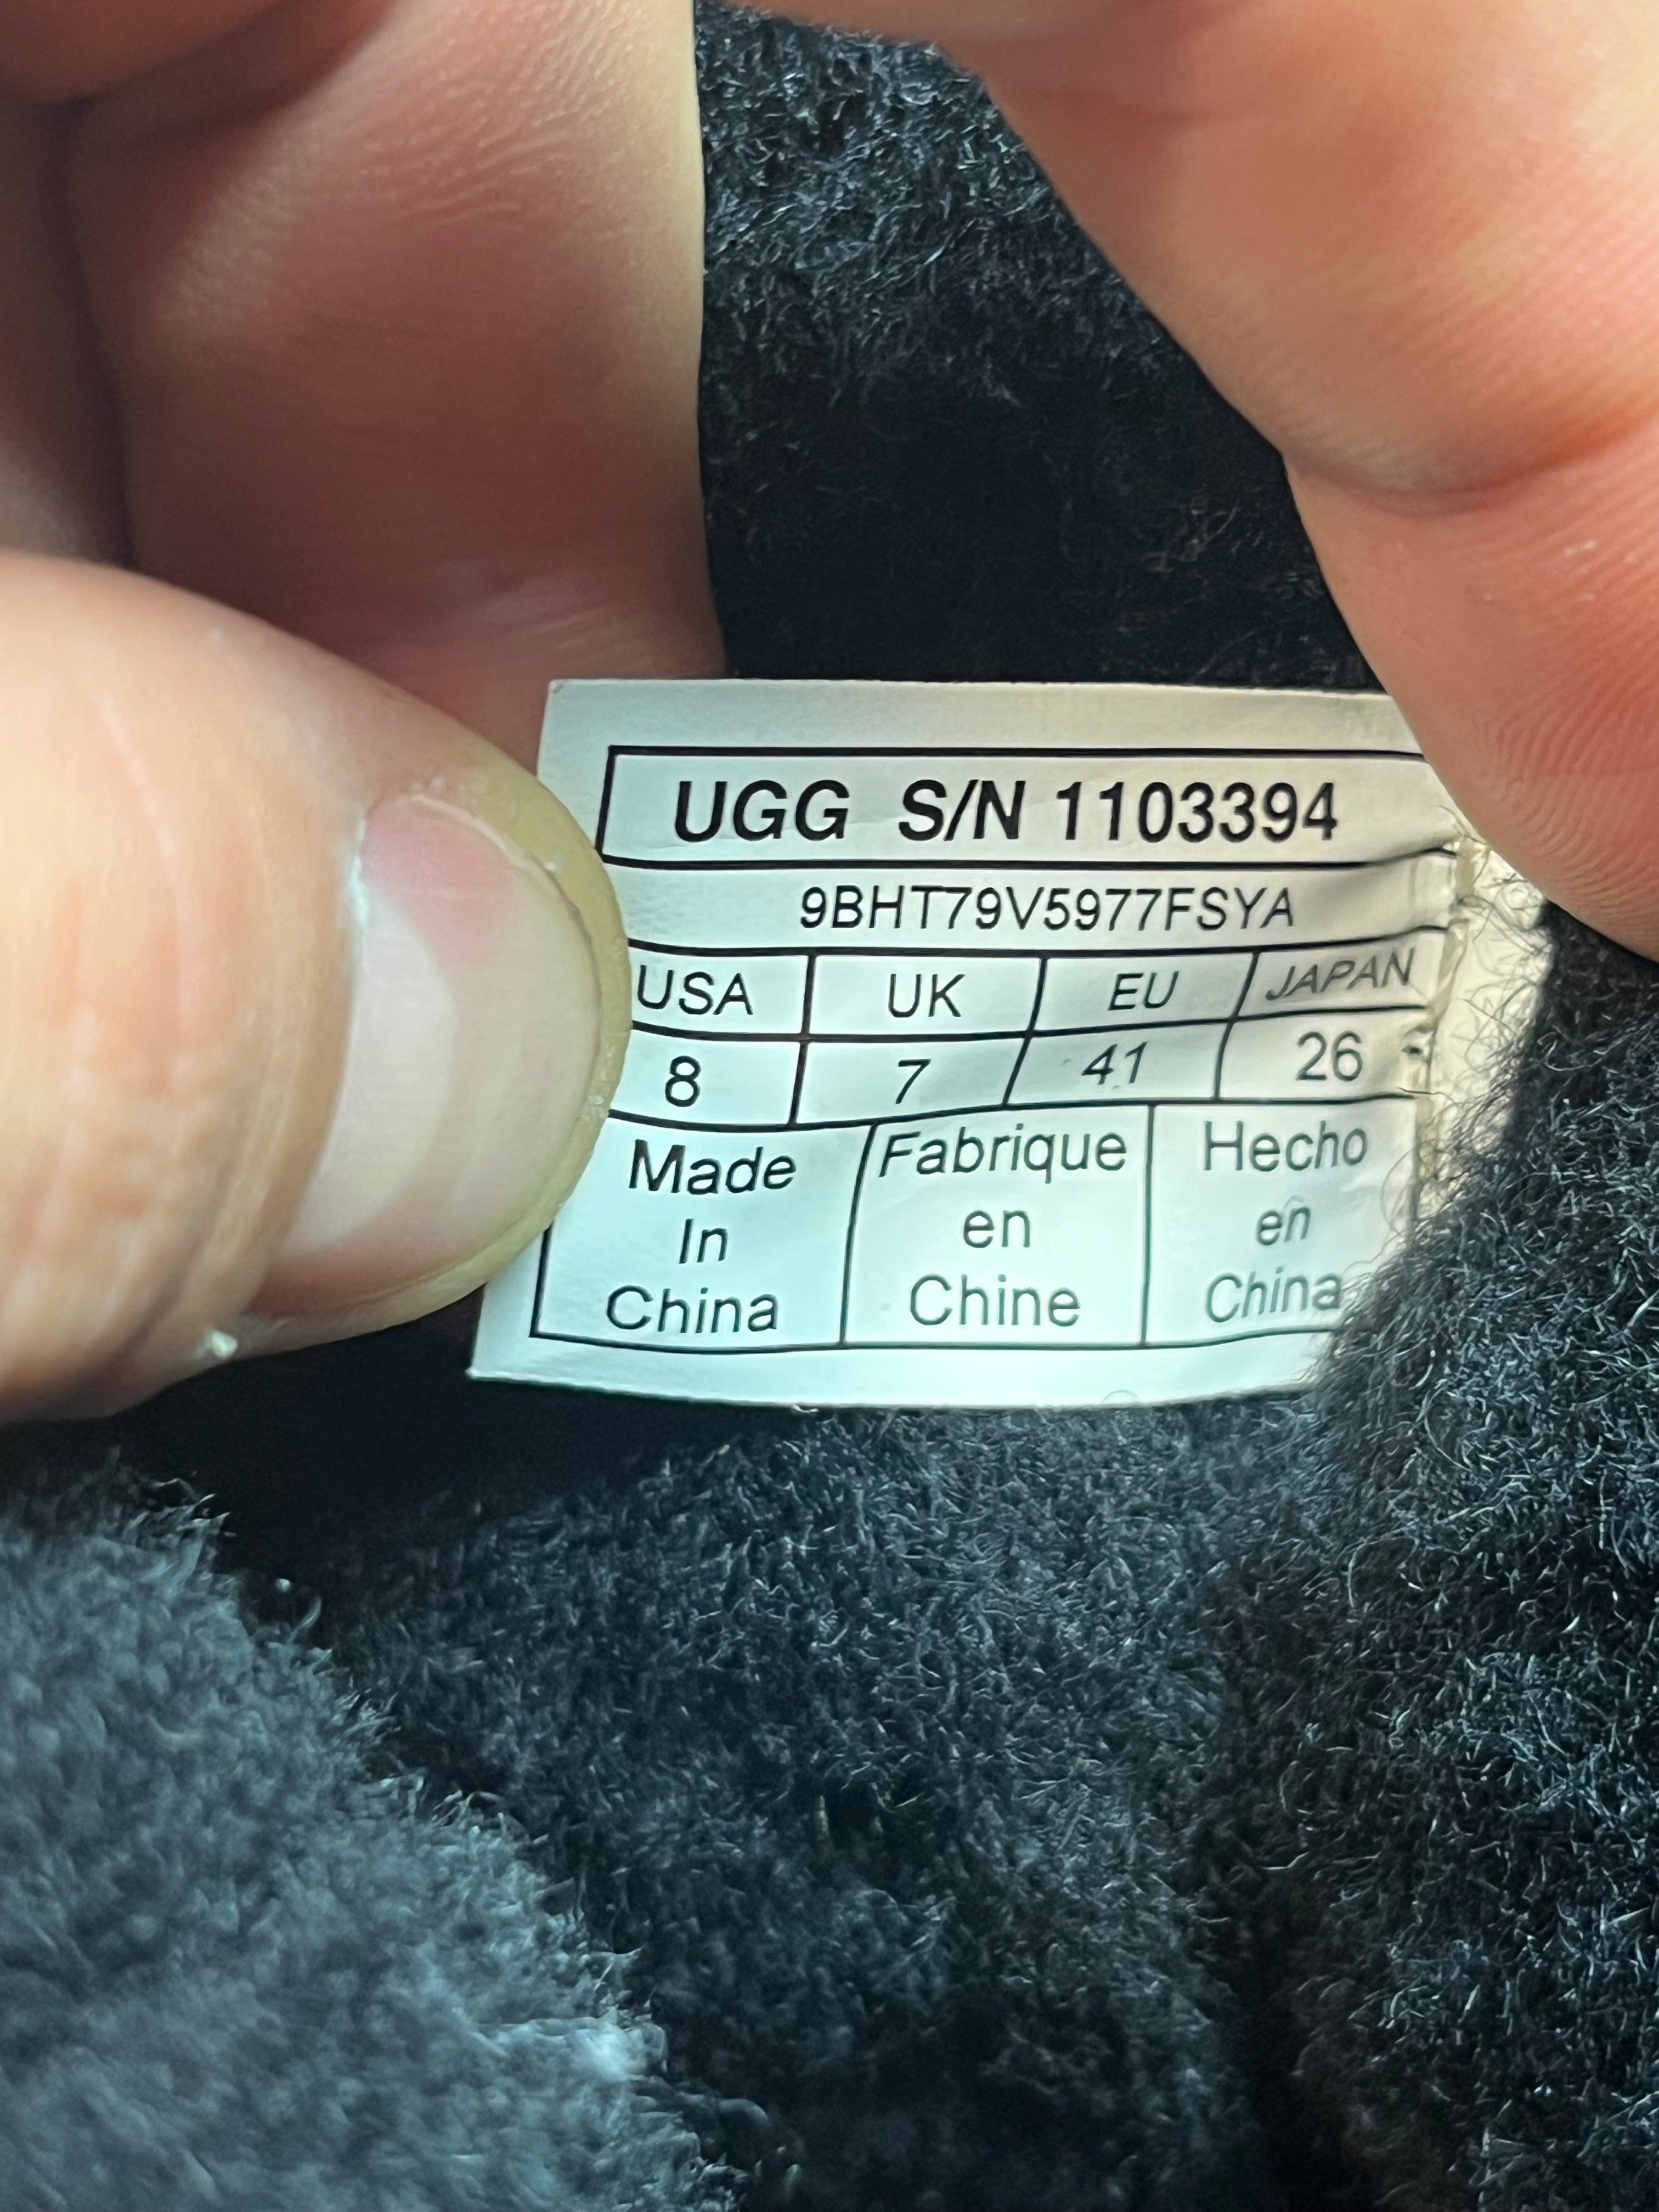 UGG S/N 1103394
9BHT79V5977FSYA
USA UK EU JAPAN
8 7 41 26
Made Fabrique Hecho
In en en
China Chine China